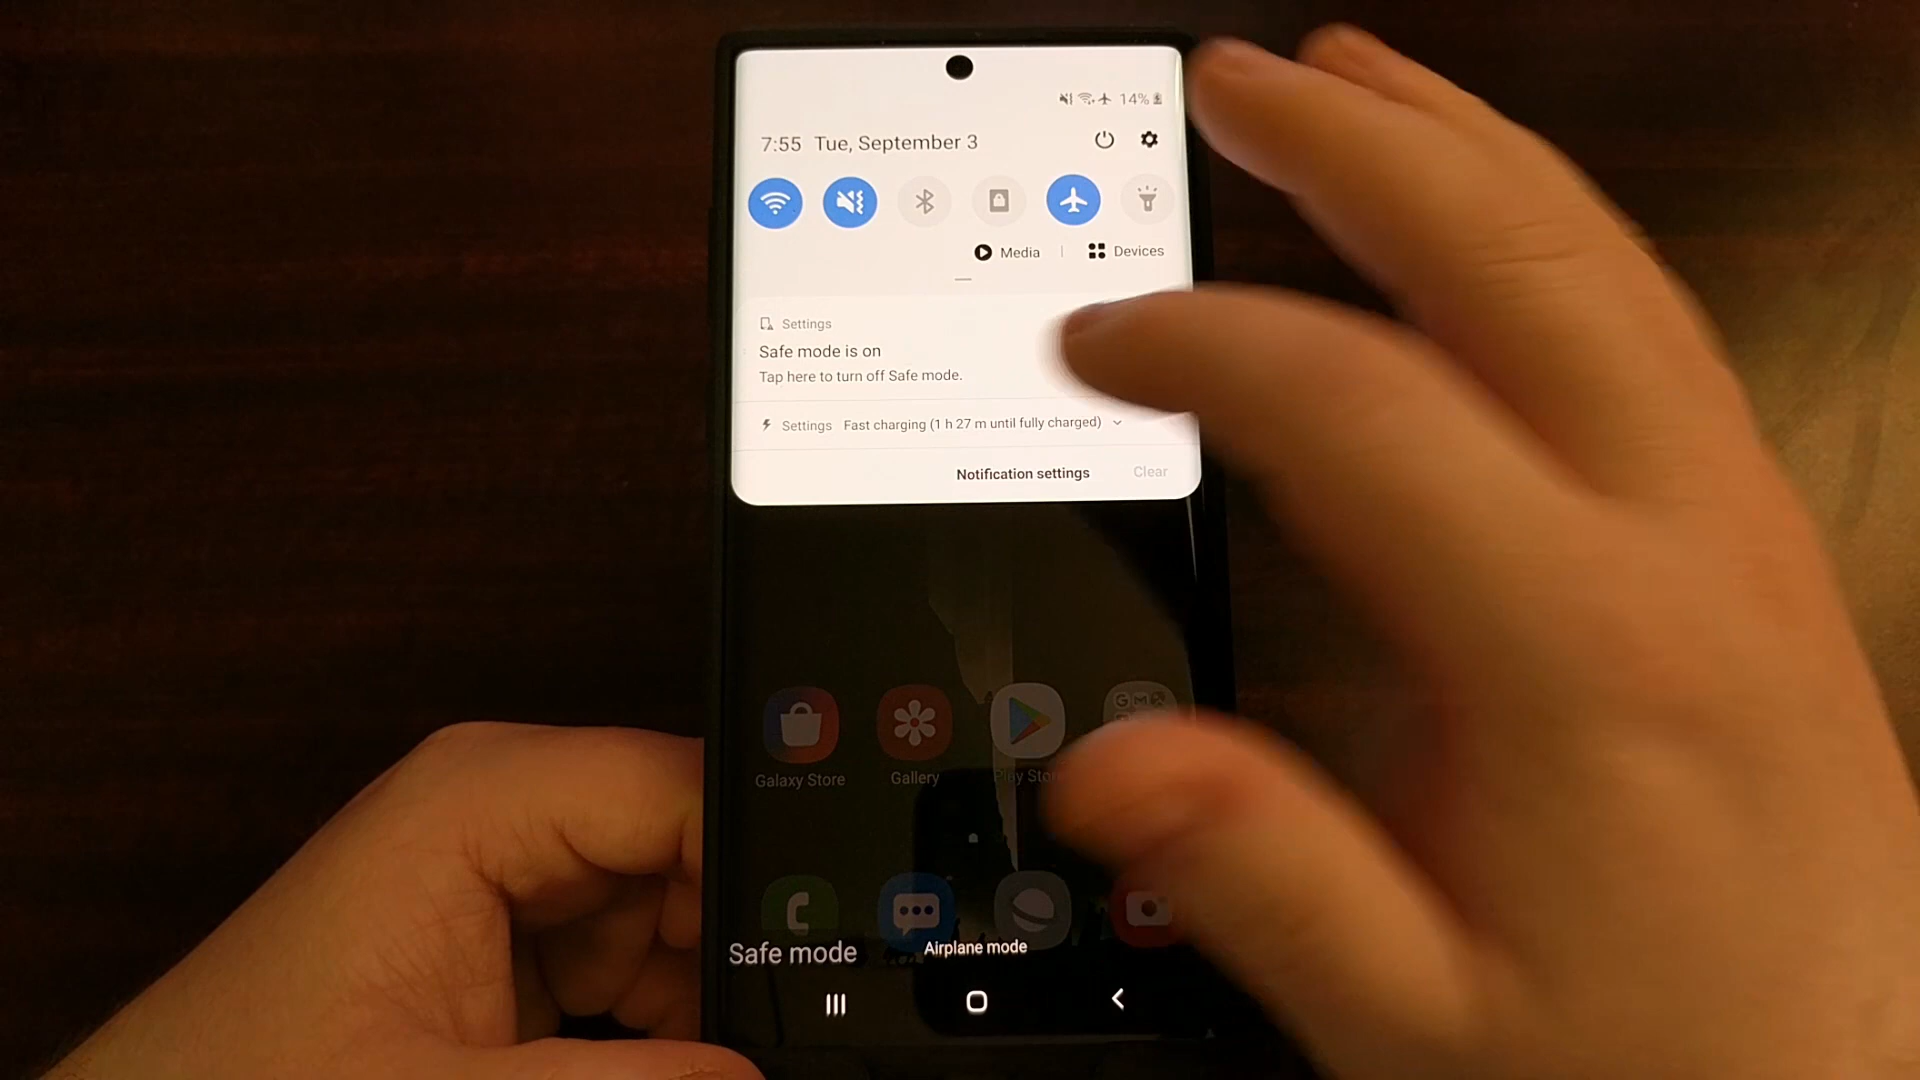 14%
7:55 Tue, September 3
Media | Devices
Settings
Safe mode is on
Tap here to turn off Safe mode.
Settings Fast charging (1 h 27 m until fully charged)
Notification settings Clear
Galaxy Store Gallery Play Sto
Safe mode Airplane mode